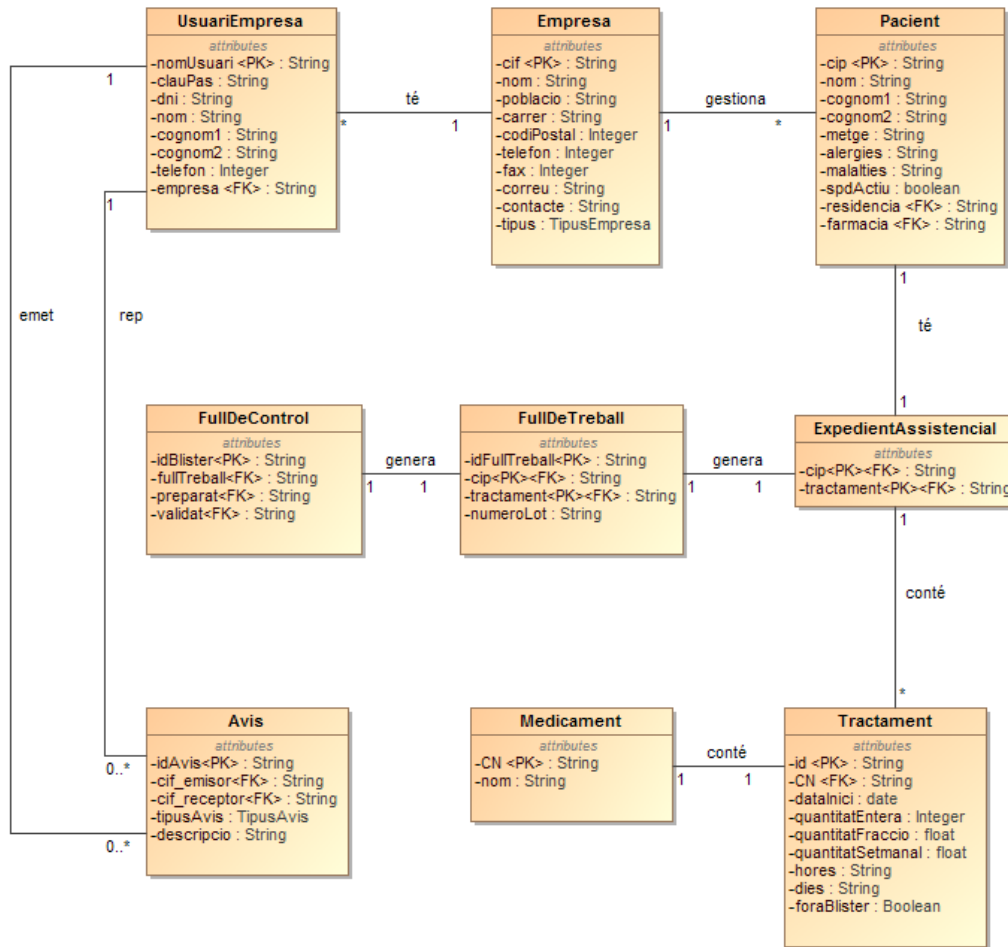 UsuariEmpresa
attributes
-nomUsuari <PK> : String
-clauPas : String
-dni : String
-nom : String
-cognom1 : String
-cognom2 : String
-telefon : Integer
-empresa <FK> : String
1
1
*
té
1
Empresa
attributes
-cif <PK> : String
-nom : String
-poblacio : String
-carrer : String
-codiPostal : Integer
-telefon : Integer
-fax : Integer
-correu : String
-contacte : String
-tipus : TipusEmpresa
1
gestiona
*
Pacient
attributes
-cip <PK> : String
-nom : String
-cognom1 : String
-cognom2 : String
-metge : String
-alergies : String
-malalties : String
-spdActiu : boolean
-residencia <FK> : String
-farmacia <FK> : String
1
té
1
emet
rep
FullDeControl
attributes
-idBlister<PK> : String
-fullTreball<FK> : String
-preparat<FK> : String
-validat<FK> : String
genera
1
1
FullDeTreball
attributes
-idFullTreball<PK> : String
-cip<PK><FK> : String
-tractament<PK><FK> : String
-numeroLot : String
genera
1
1
ExpedientAssistencial
attributes
-cip<PK><FK> : String
-tractament<PK><FK> : String
1
conté
*
Avis
attributes
-idAvis<PK> : String
-cif_emisor<FK> : String
-cif_receptor<FK> : String
-tipusAvis : TipusAvis
-descripcio : String
0..*
0..*
Medicament
attributes
-CN <PK> : String
-nom : String
conté
1
1
Tractament
attributes
-id <PK> : String
-CN <FK> : String
-dataInici : date
-quantitatEntera : Integer
-quantitatFraccio : float
-quantitatSetmanal : float
-hores : String
-dies : String
-foraBlister : Boolean